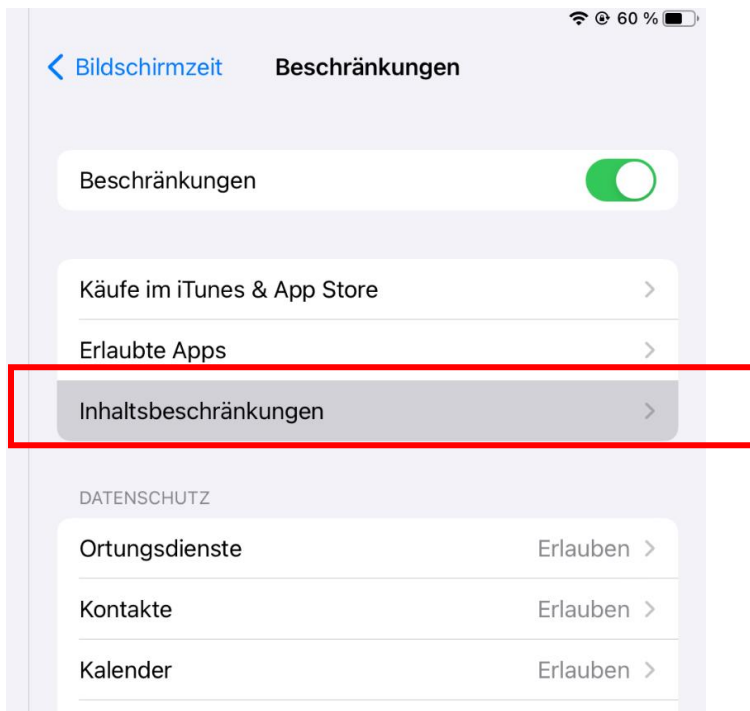 60 %
Bildschirmzeit Beschränkungen
Beschränkungen
Käufe im iTunes & App Store
Erlaubte Apps
Inhaltsbeschränkungen
DATENSCHUTZ
Ortungsdienste Erlauben
Kontakte Erlauben
Kalender Erlauben